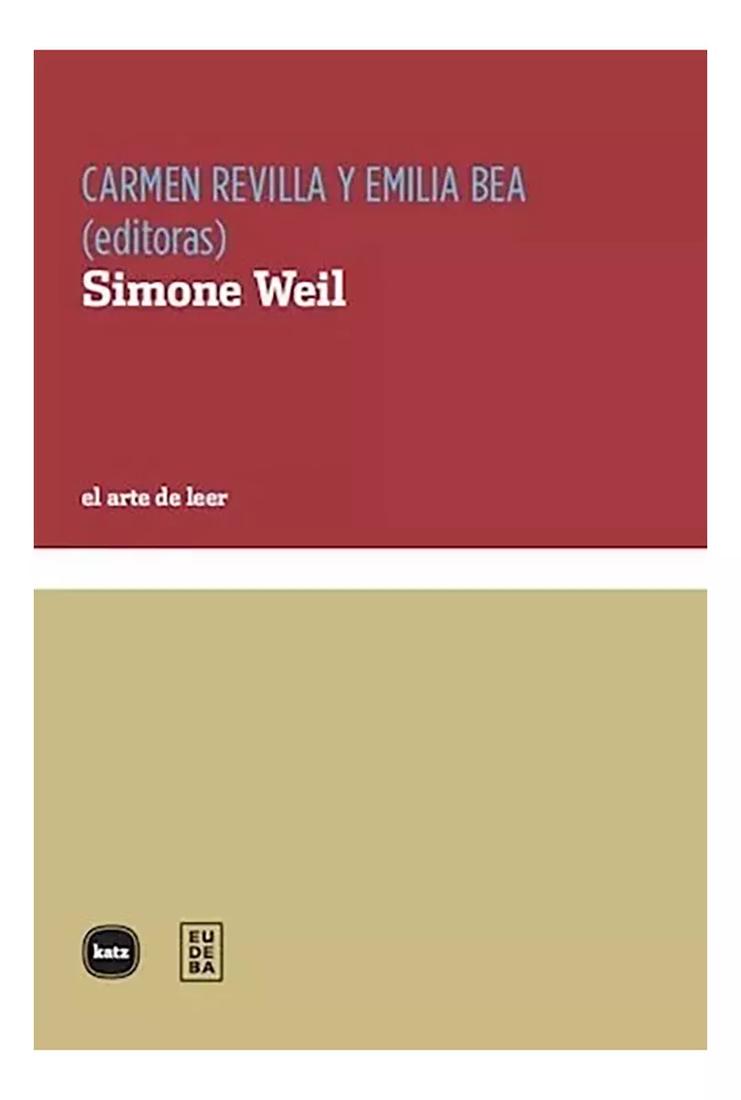 CARMEN REVILLA Y EMILIA BEA
(editoras)
Simone Weil
el arte de leer
katz
EU
DE
BA